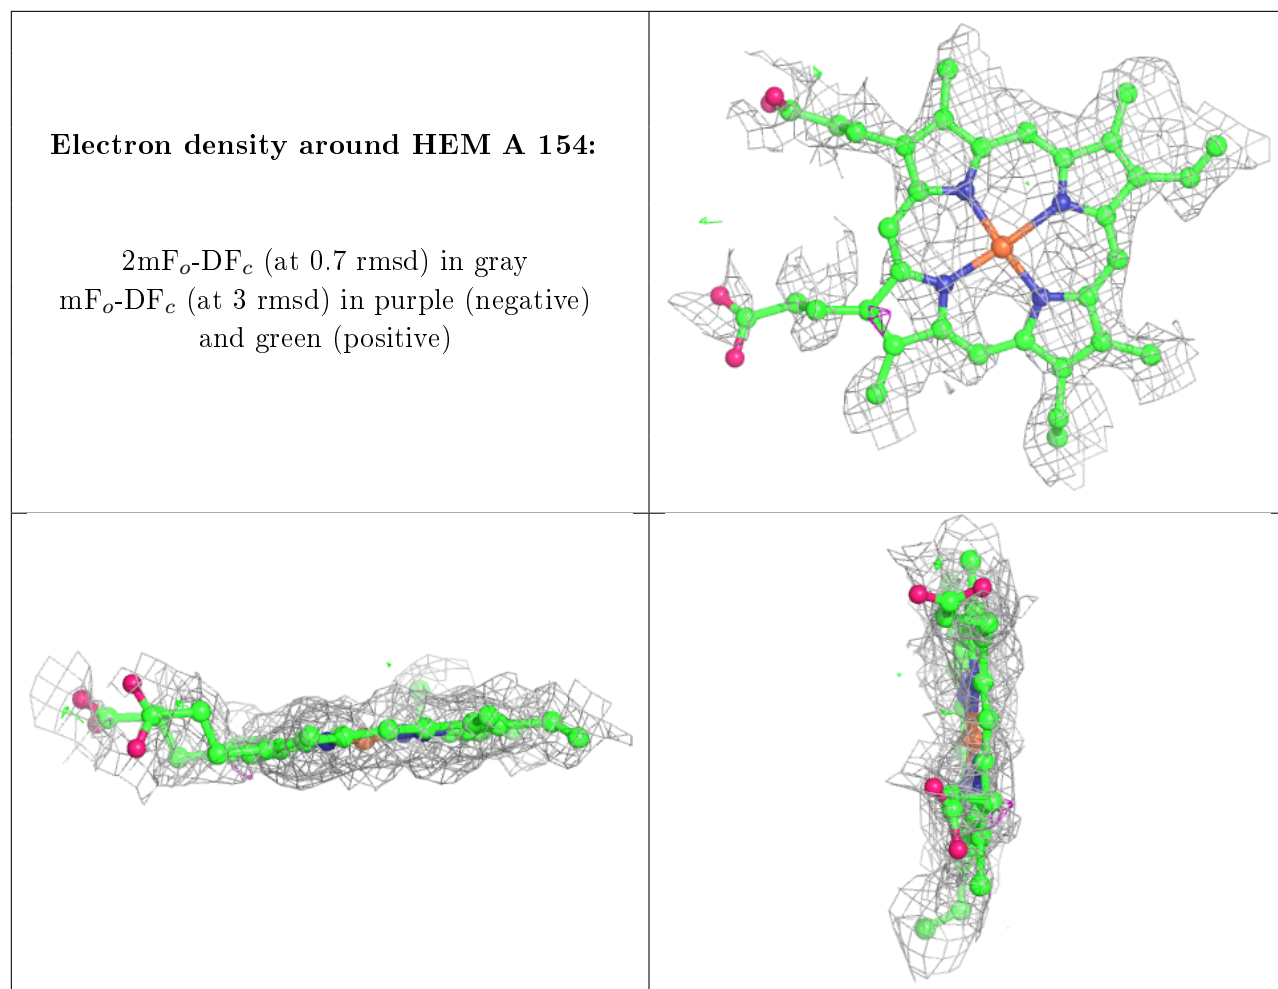 Electron density around HEM A 154:
2mFₒ-DF𝒸 (at 0.7 rmsd) in gray
mFₒ-DF𝒸 (at 3 rmsd) in purple (negative)
and green (positive)